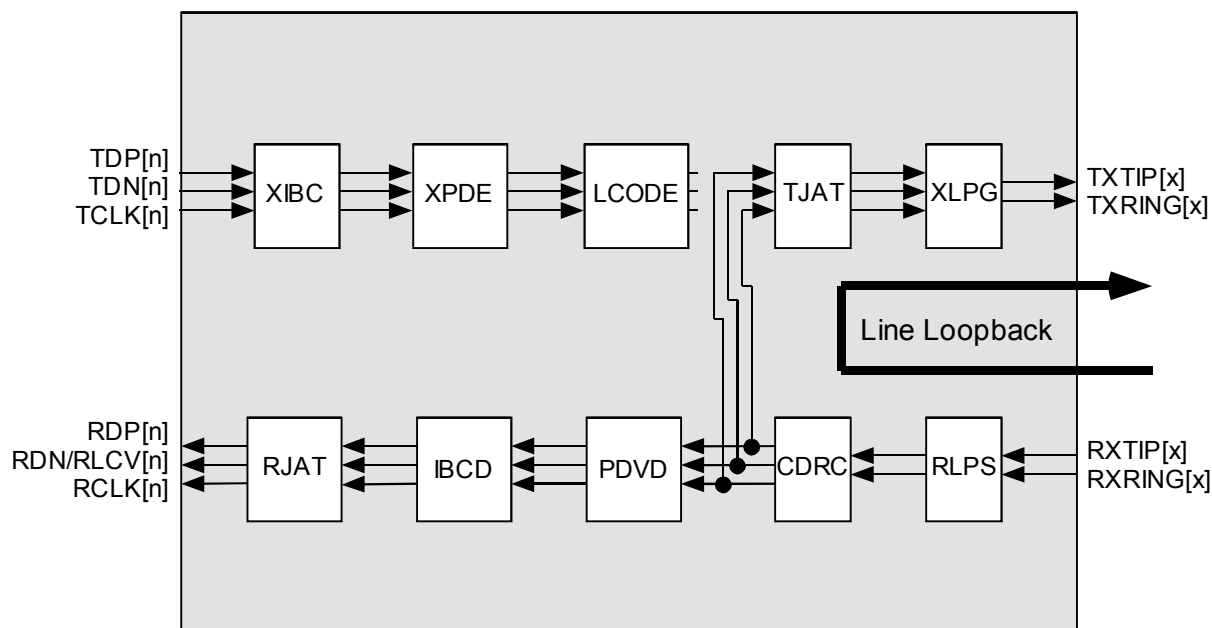 TDP[n]
TDN[n]
TCLK[n]
XIBC
XPDE
LCODE
TJAT
XLPG
TXTIP[x]
TXRING[x]
Line Loopback
RDP[n]
RDN/RLCV[n]
RCLK[n]
RJAT
IBCD
PDVD
CDRC
RLPS
RXTIP[x]
RXRING[x]